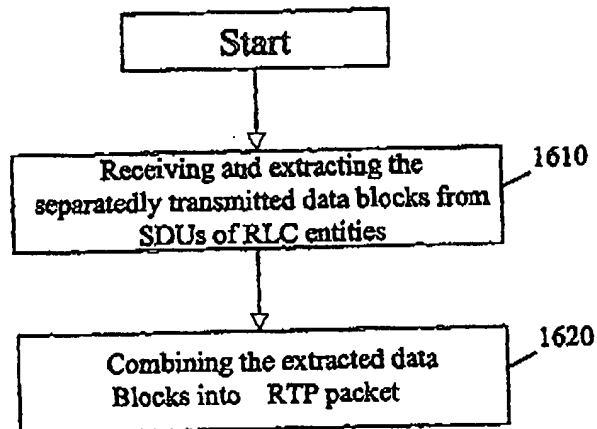 Start
Receiving and extracting the
separatedly transmitted data blocks from
SDUs of RLC entities
1610
Combining the extracted data
Blocks into RTP packet
1620